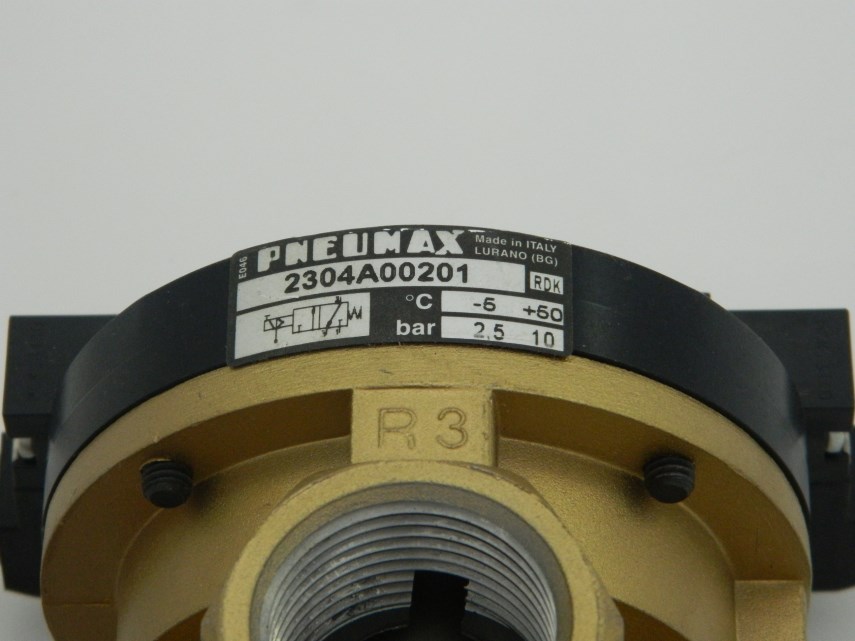 E046
PNEUMAX
Made in ITALY
LURANO (BG)
2304A00201
RDK
°C -5 +50
bar 2,5 10
R3